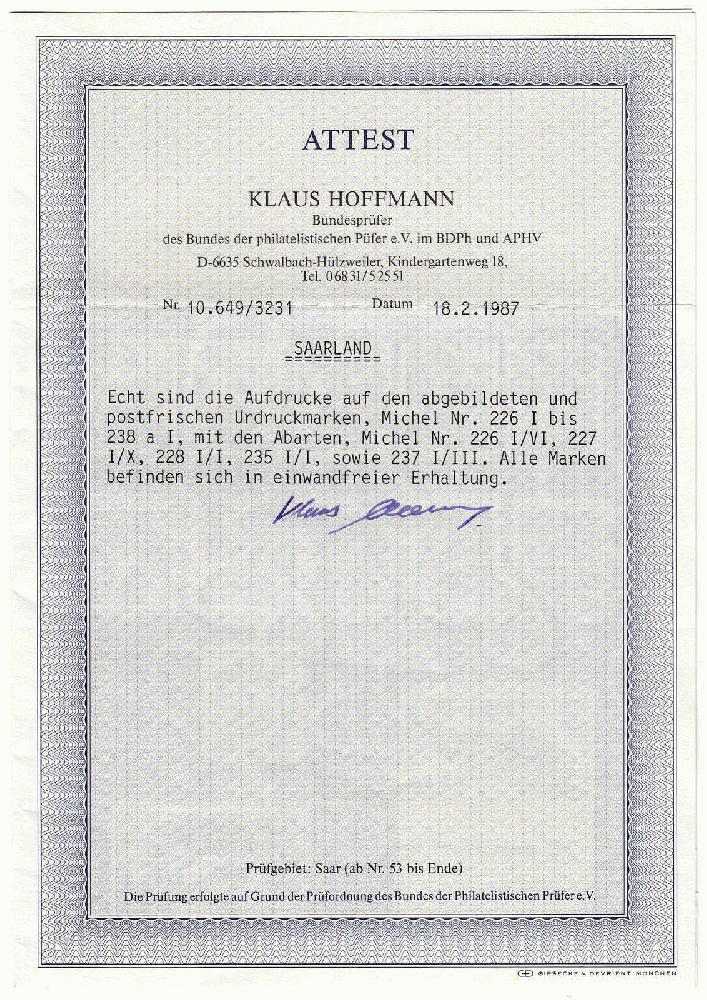 ATTEST
KLAUS HOFFMANN
Bundesprüfer
des Bundes der philatelistischen Püfer e.V. im BDPh und APHV
D-6635 Schwalbach-Hülzweiler, Kindergartenweg 18,
Tel. 06831/52551
Nr. 10.649/3231 Datum 18.2.1987
SAARLAND
Echt sind die Aufdrucke auf den abgebildeten und
postfrischen Urdruckmarken, Michel Nr. 226 I bis
238 a I, mit den Abarten, Michel Nr. 226 I/VI, 227
I/X, 228 I/I, 235 I/I, sowie 237 I/III. Alle Marken
befinden sich in einwandfreier Erhaltung.
Klaus
Prüfgebiet: Saar (ab Nr. 53 bis Ende)
Die Prüfung erfolgte auf Grund der Prüfordnung des Bundes der Philatelistischen Prüfer e.V.
GIESECKE & DEVRIENT MÜNCHEN